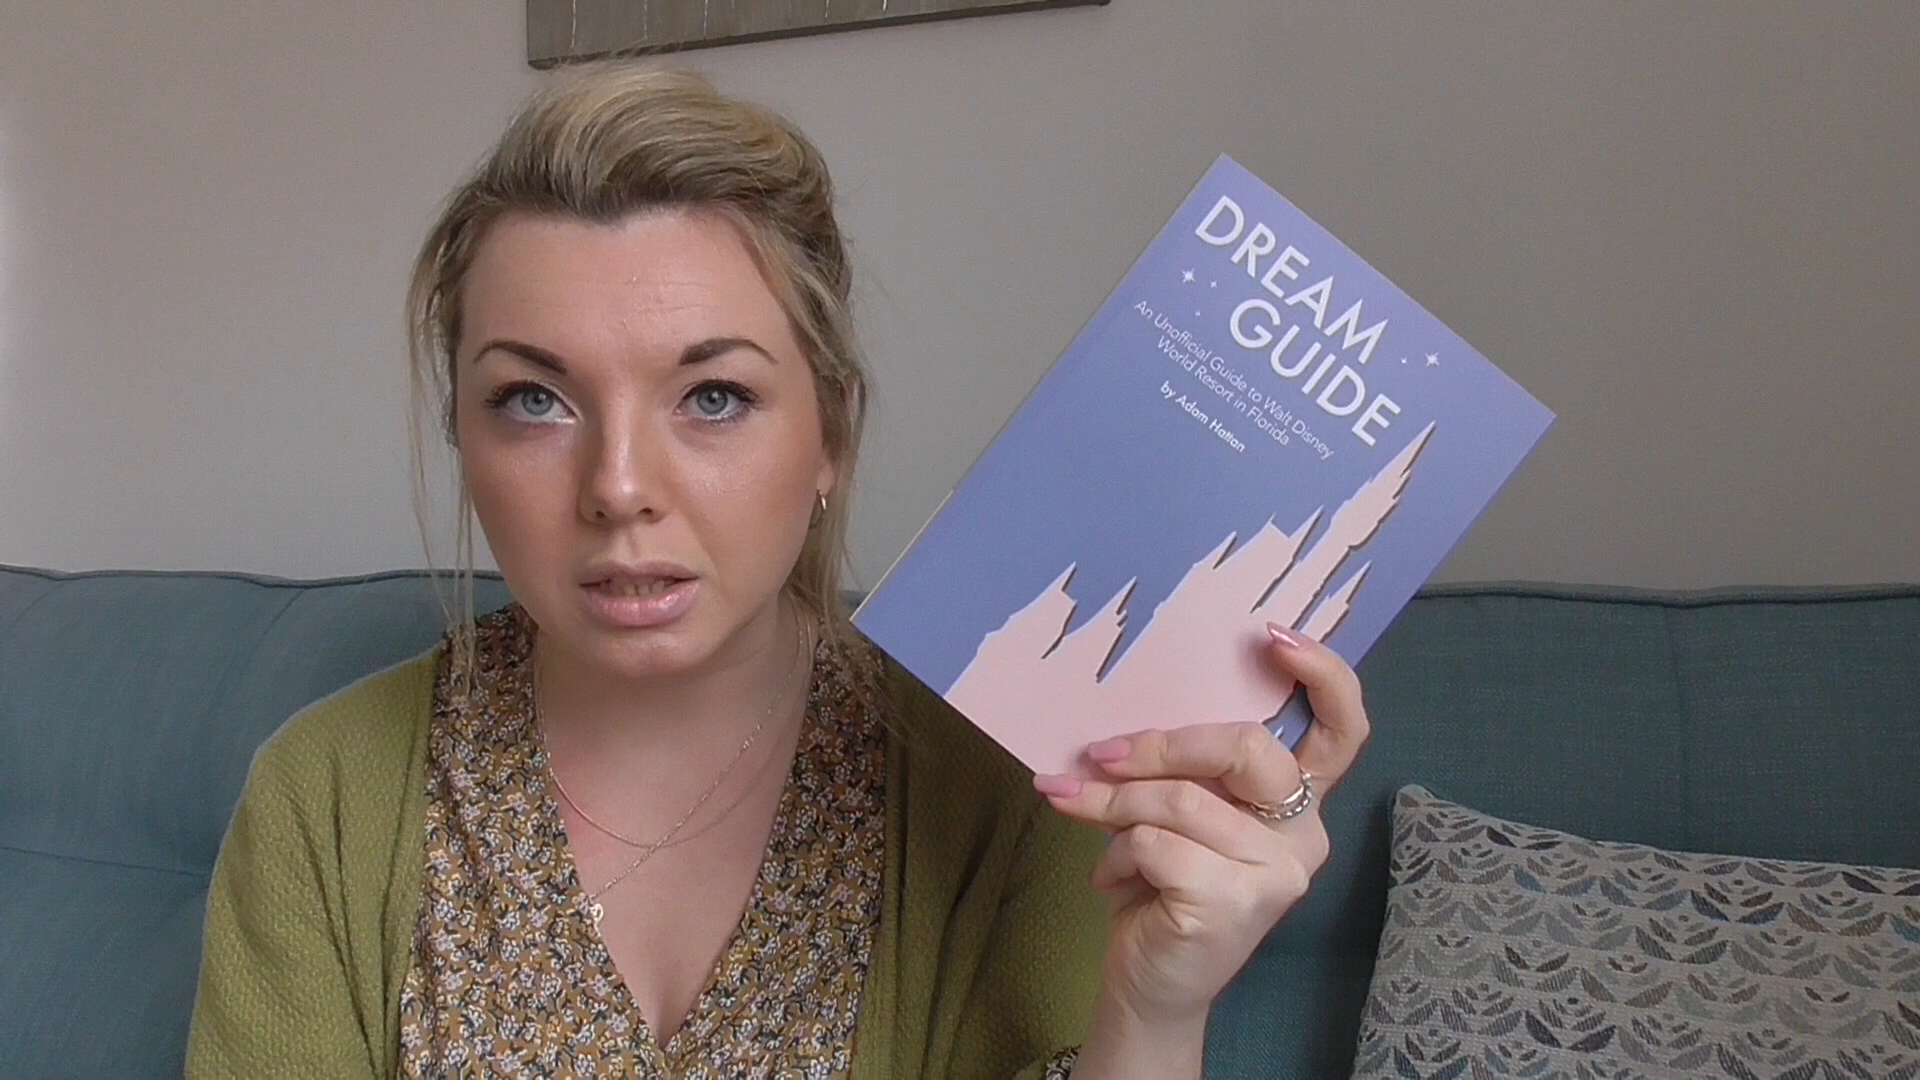 DREAM
GUIDE
An Unofficial Guide to Walt Disney
World Resort in Florida
by Adam Hattan